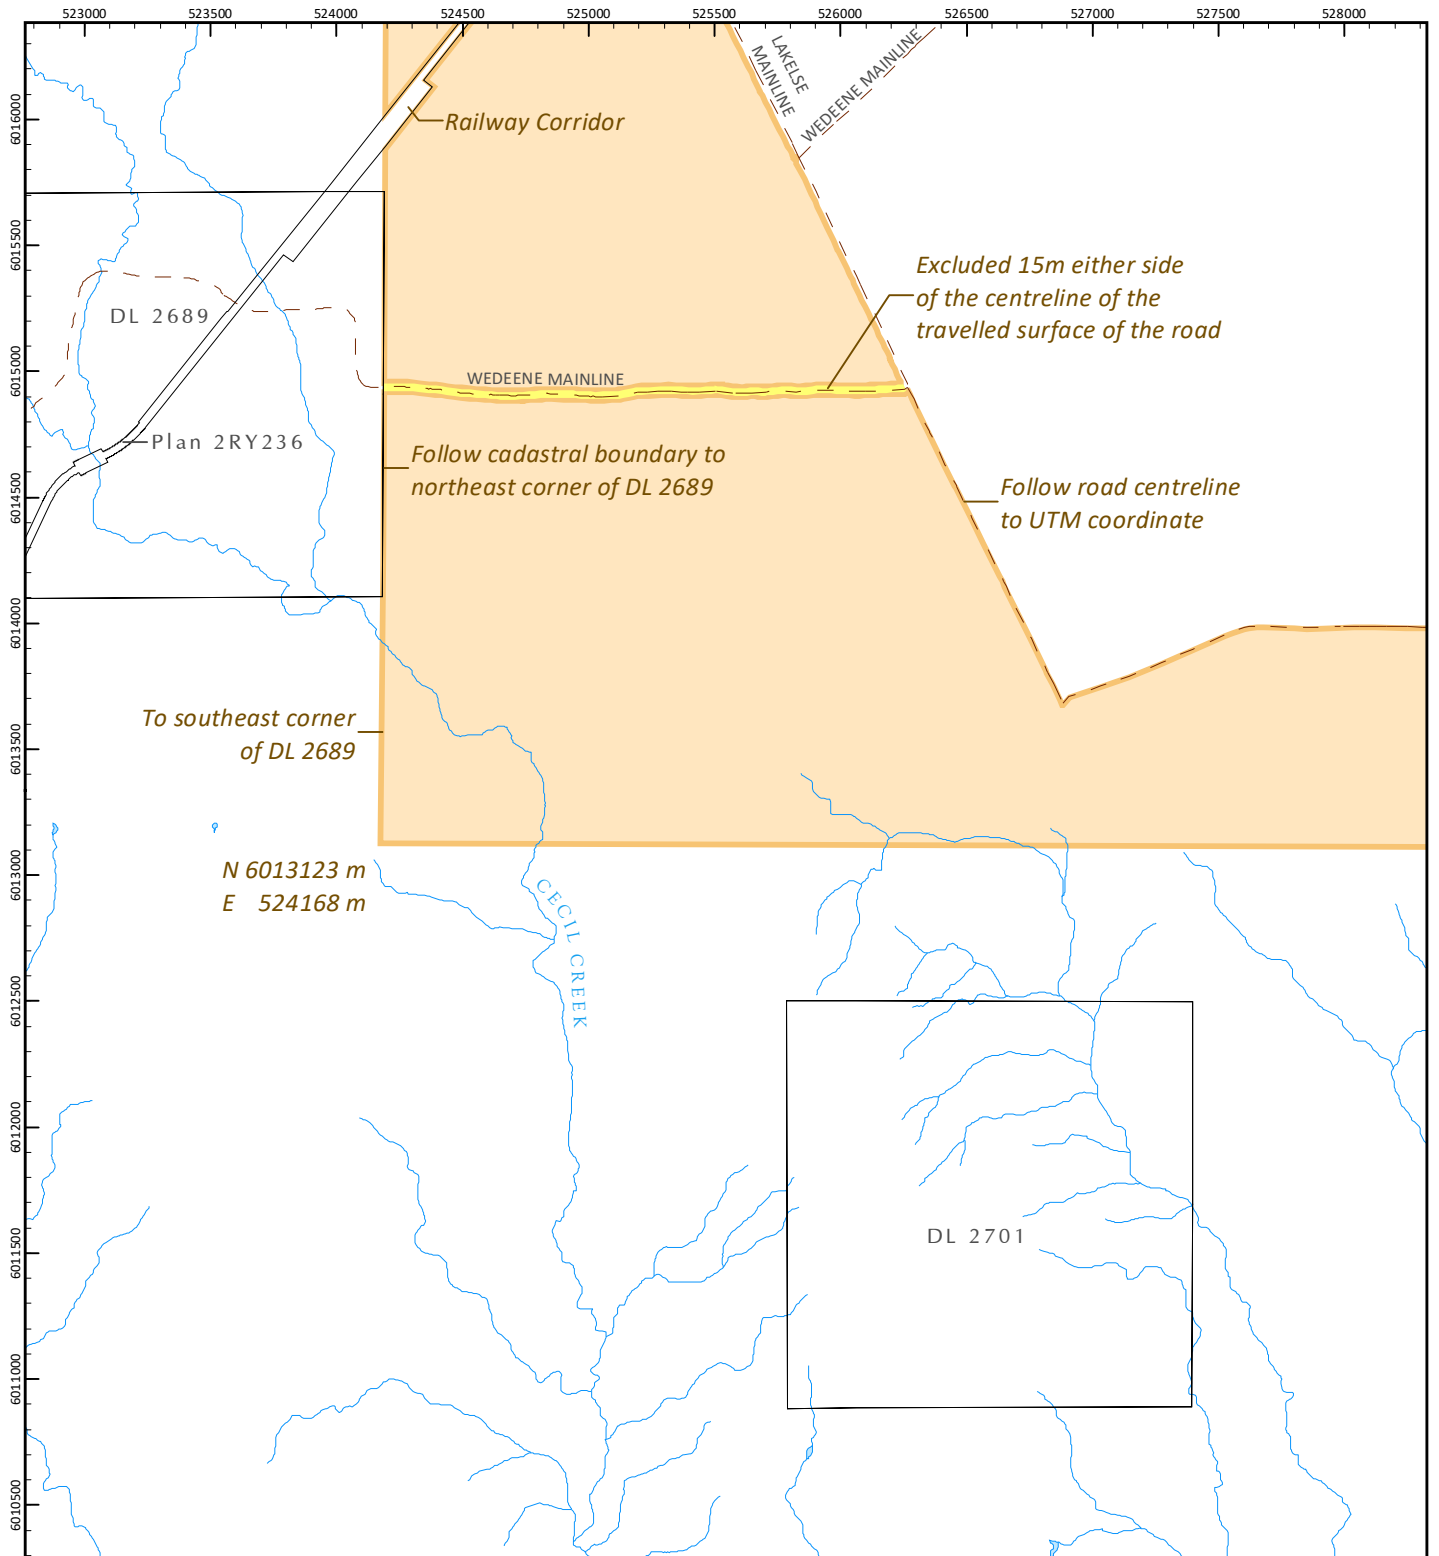 523000 523500 524000 524500 525000 525500 526000 526500 527000 527500 528000
6016000
6015500
6015000
6014500
6014000
6013500
6013000
6012500
6012000
6011500
6011000
6010500
LAKELSE
MAINLINE
WEDEENE MAINLINE
Railway Corridor
Excluded 15m either side
of the centreline of the
travelled surface of the road
DL 2689
WEDEENE MAINLINE
Plan 2RY236
Follow cadastral boundary to
northeast corner of DL 2689
Follow road centreline
to UTM coordinate
To southeast corner
of DL 2689
N 6013123 m
E 524168 m
CECIL CREEK
DL 2701